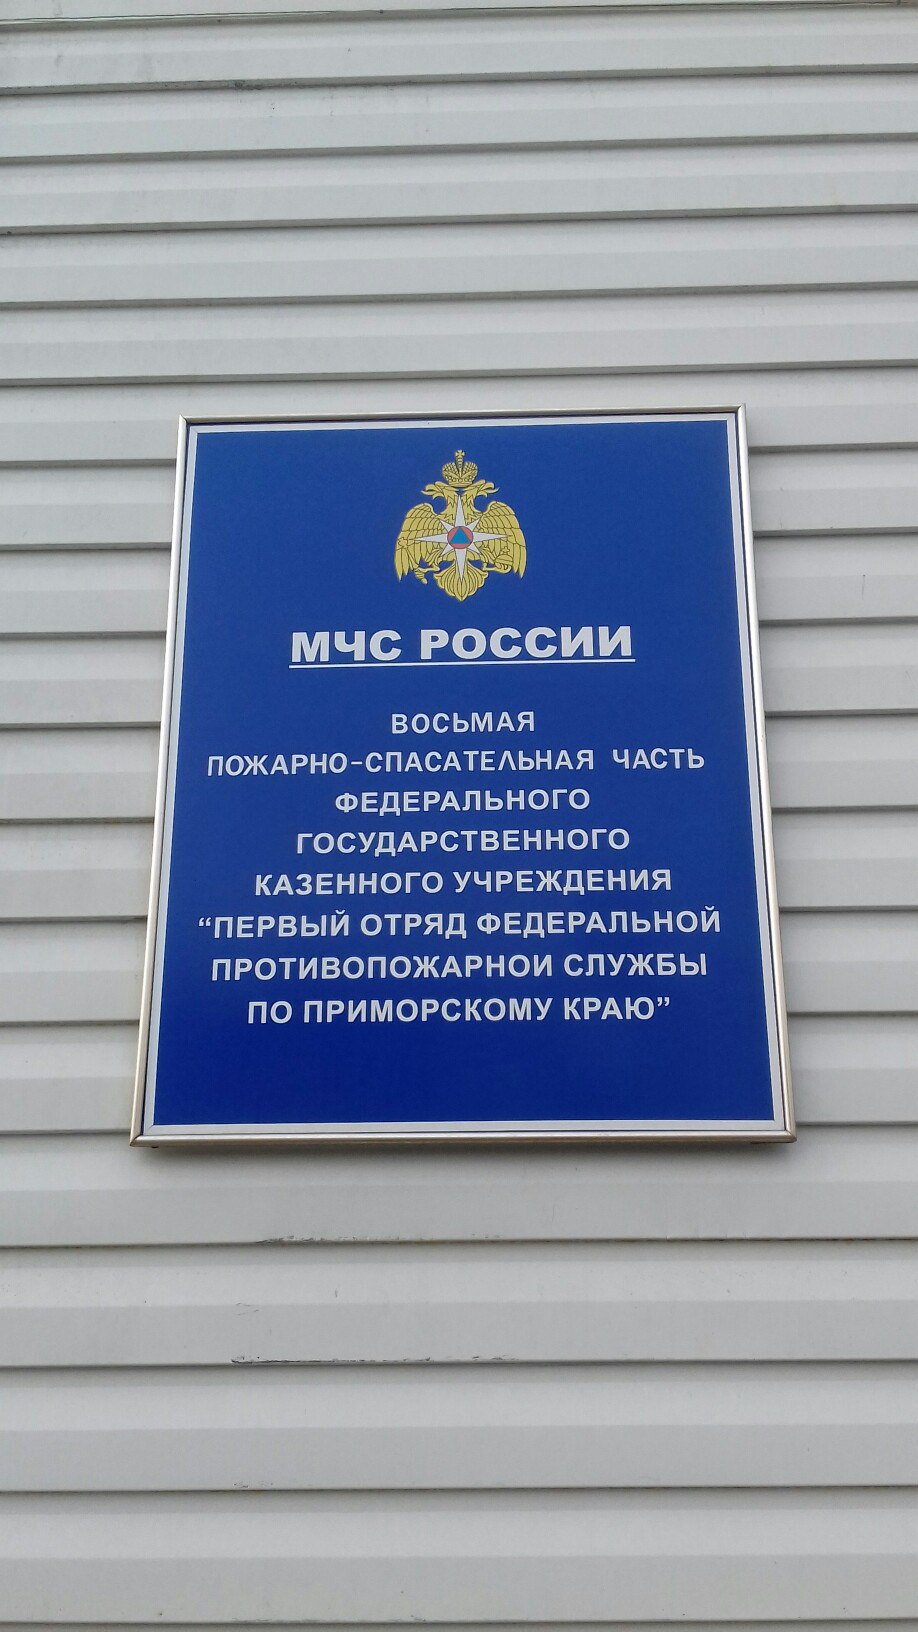 МЧС РОССИИ
ВОСЬМАЯ
ПОЖАРНО-СПАСАТЕЛЬНАЯ ЧАСТЬ
ФЕДЕРАЛЬНОГО
ГОСУДАРСТВЕННОГО
КАЗЕННОГО УЧРЕЖДЕНИЯ
“ПЕРВЫЙ ОТРЯД ФЕДЕРАЛЬНОЙ
ПРОТИВОПОЖАРНОИ СЛУЖБЫ
ПО ПРИМОРСКОМУ КРАЮ”